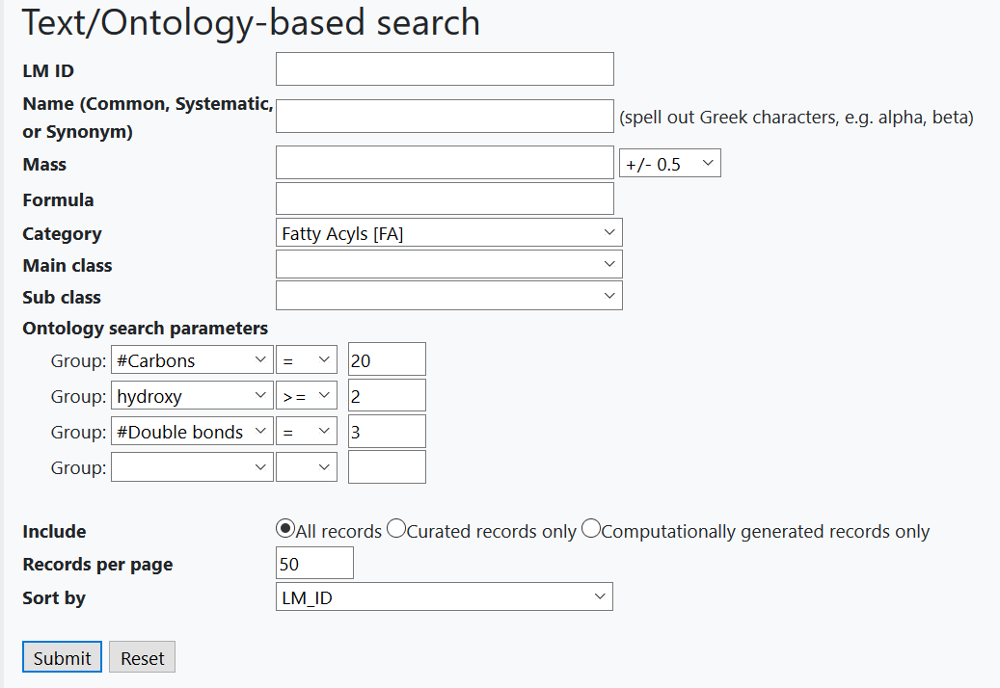 Text/Ontology-based search
LM ID
Name (Common, Systematic,
or Synonym) (spell out Greek characters, e.g. alpha, beta)
Mass +/- 0.5
Formula
Category Fatty Acyls [FA]
Main class
Sub class
Ontology search parameters
Group: #Carbons = 20
Group: hydroxy >= 2
Group: #Double bonds = 3
Group:
Include All records Curated records only Computationally generated records only
Records per page 50
Sort by LM_ID
Submit Reset